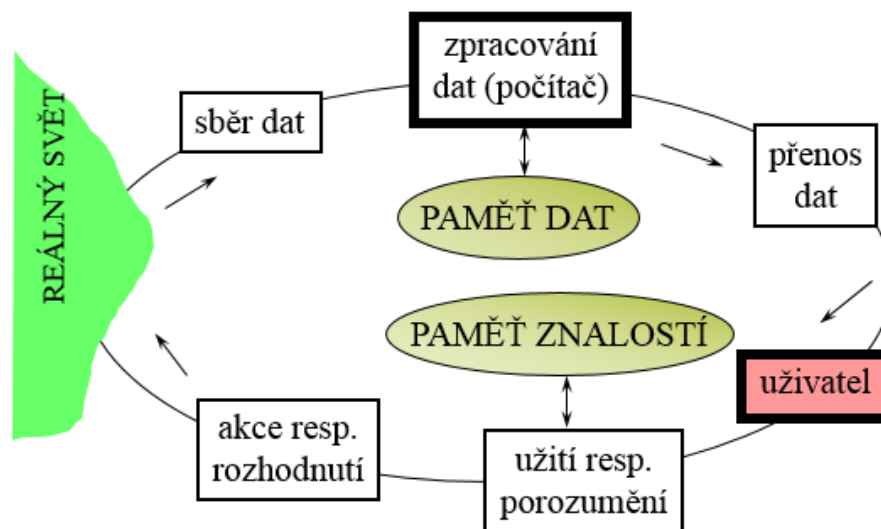 REÁLNÝ SVĚT
sběr dat
zpracování
dat (počítač)
přenos
dat
PAMĚŤ DAT
PAMĚŤ ZNALOSTÍ
uživatel
užití resp.
porozumění
akce resp.
rozhodnutí